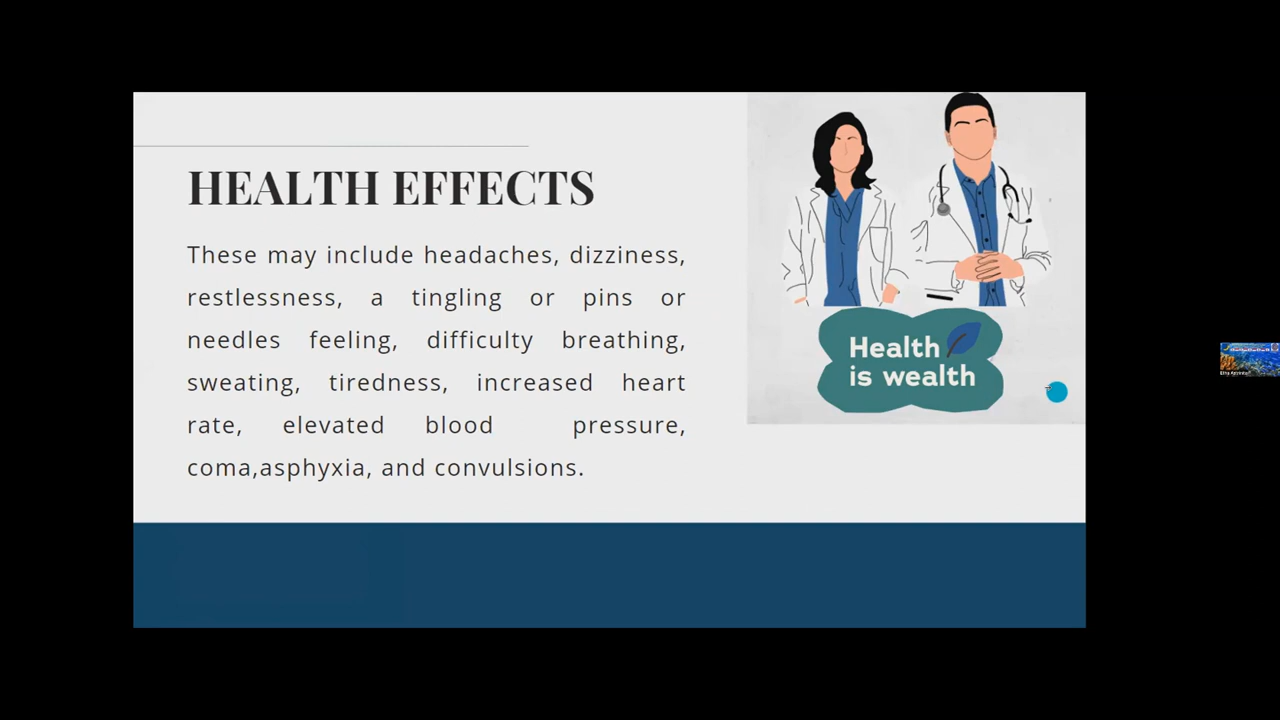 HEALTH EFFECTS
These may include headaches, dizziness,
restlessness, a tingling or pins or
needles feeling, difficulty breathing,
sweating, tiredness, increased heart
rate, elevated blood pressure,
coma,asphyxia, and convulsions.
Health
is wealth